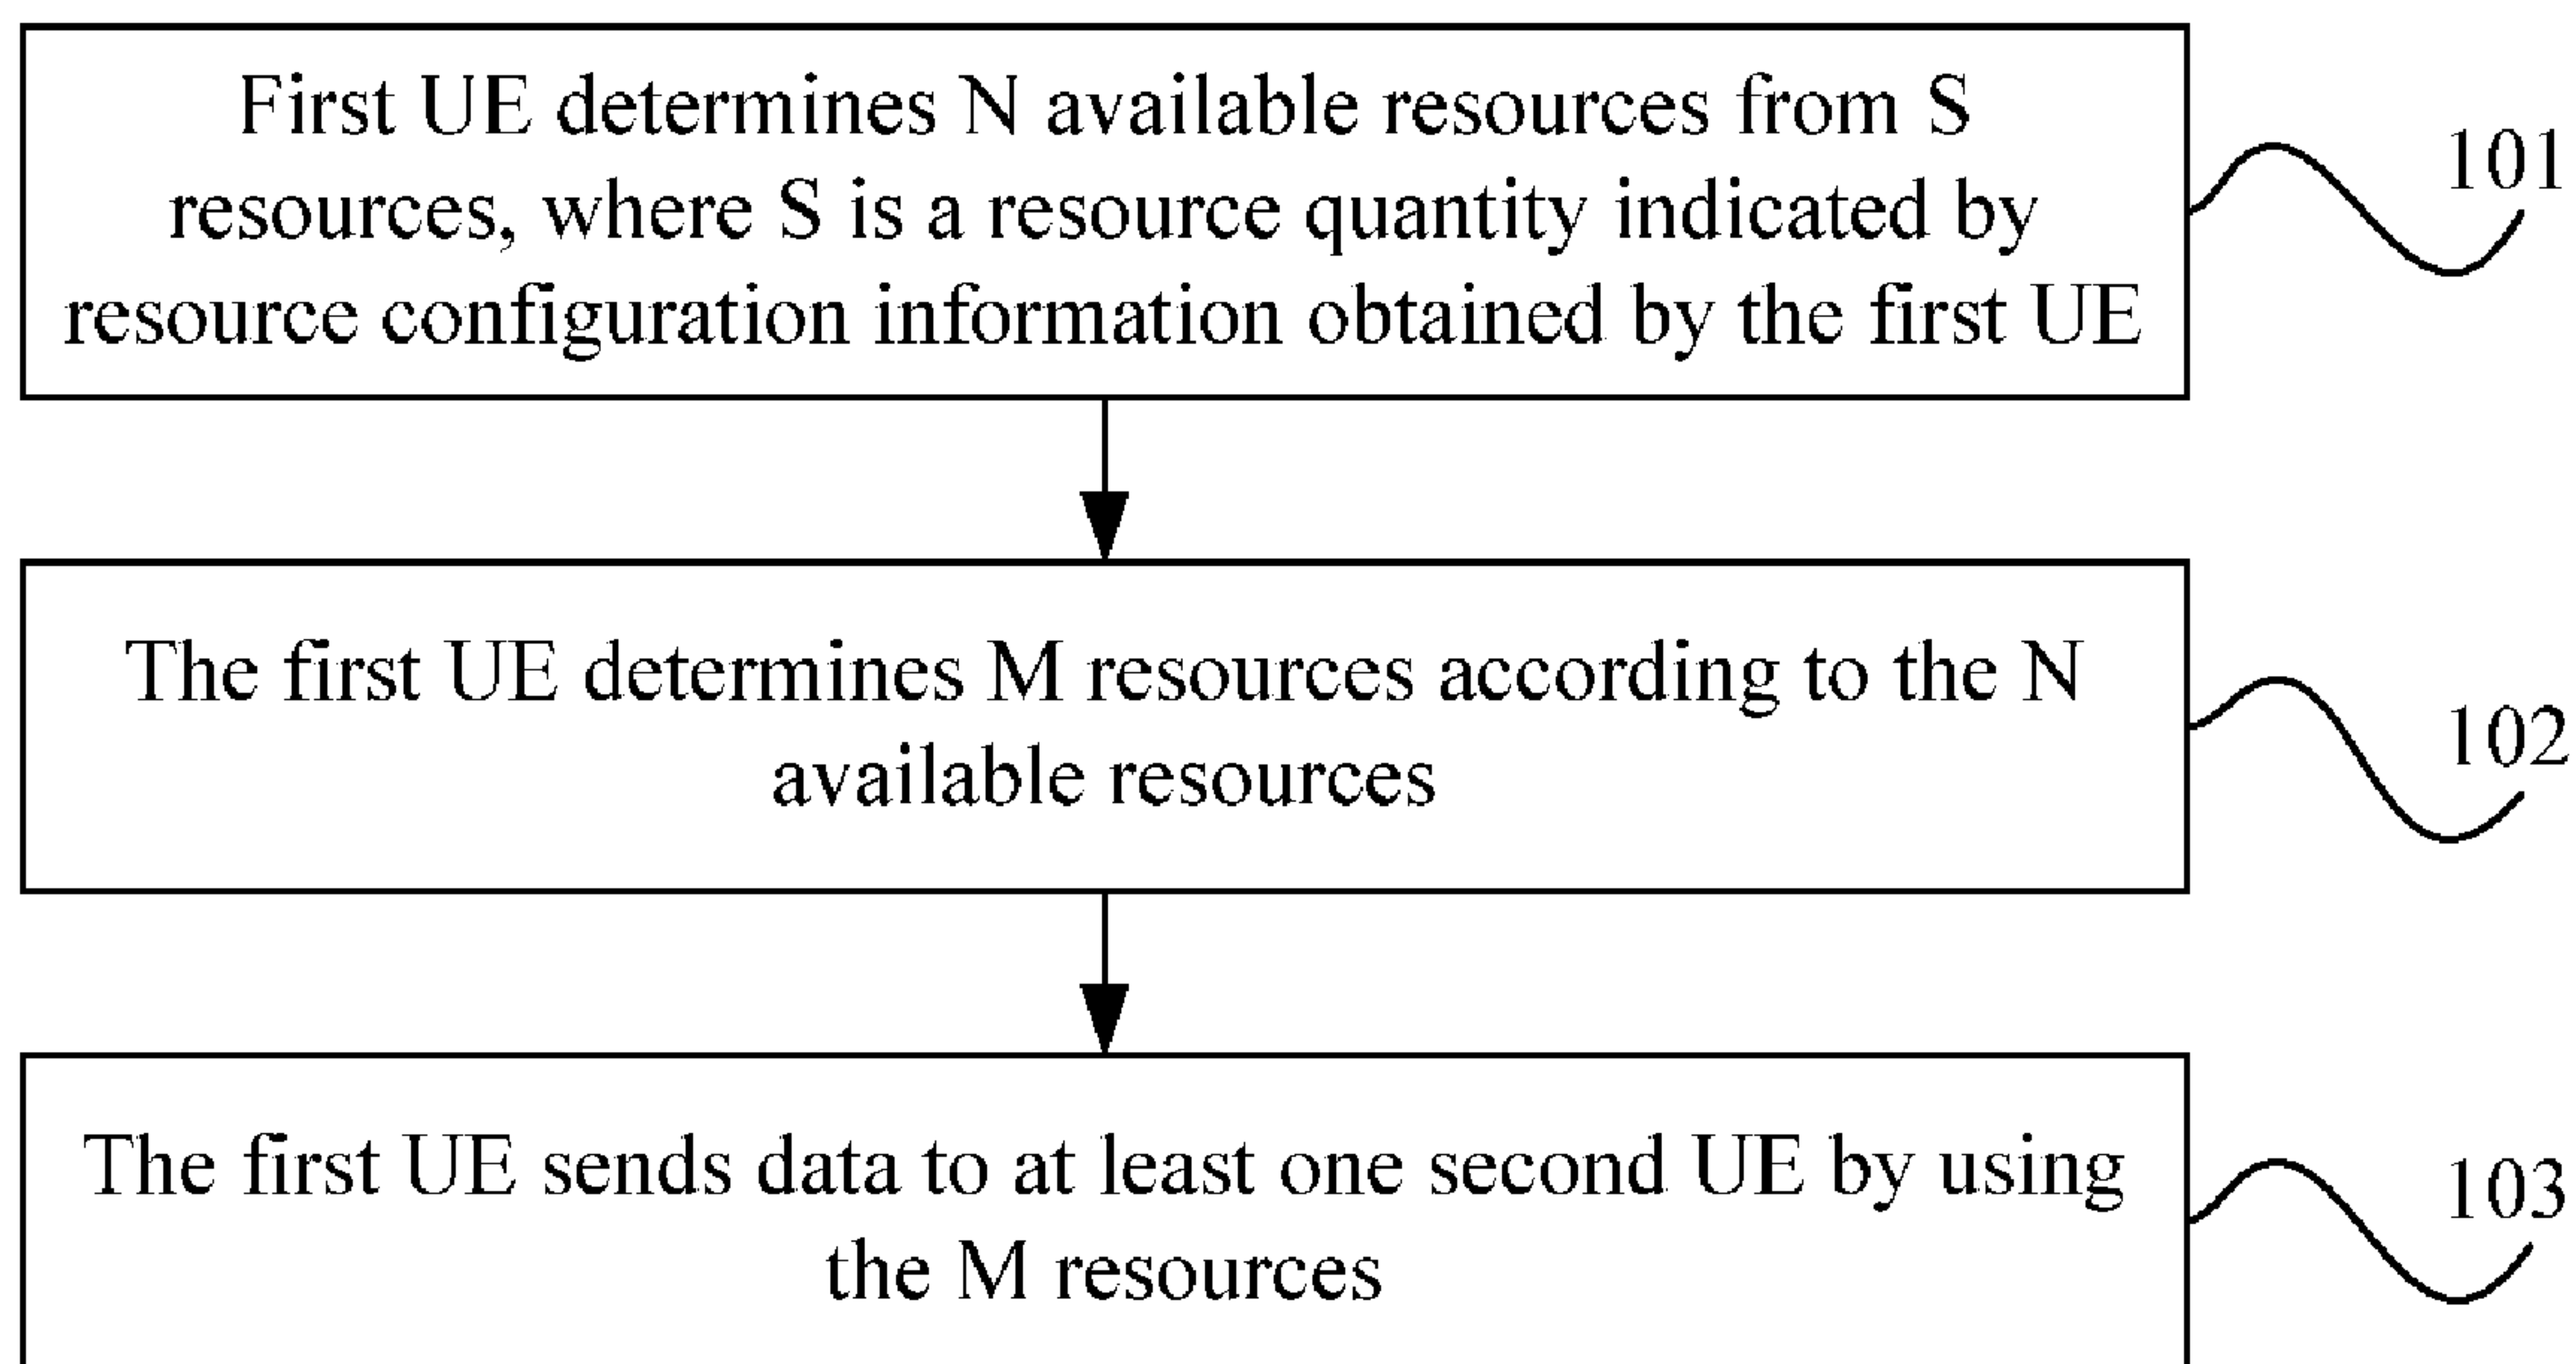 First UE determines N available resources from S
resources, where S is a resource quantity indicated by
resource configuration information obtained by the first UE
101
The first UE determines M resources according to the N
available resources
102
The first UE sends data to at least one second UE by using
the M resources
103